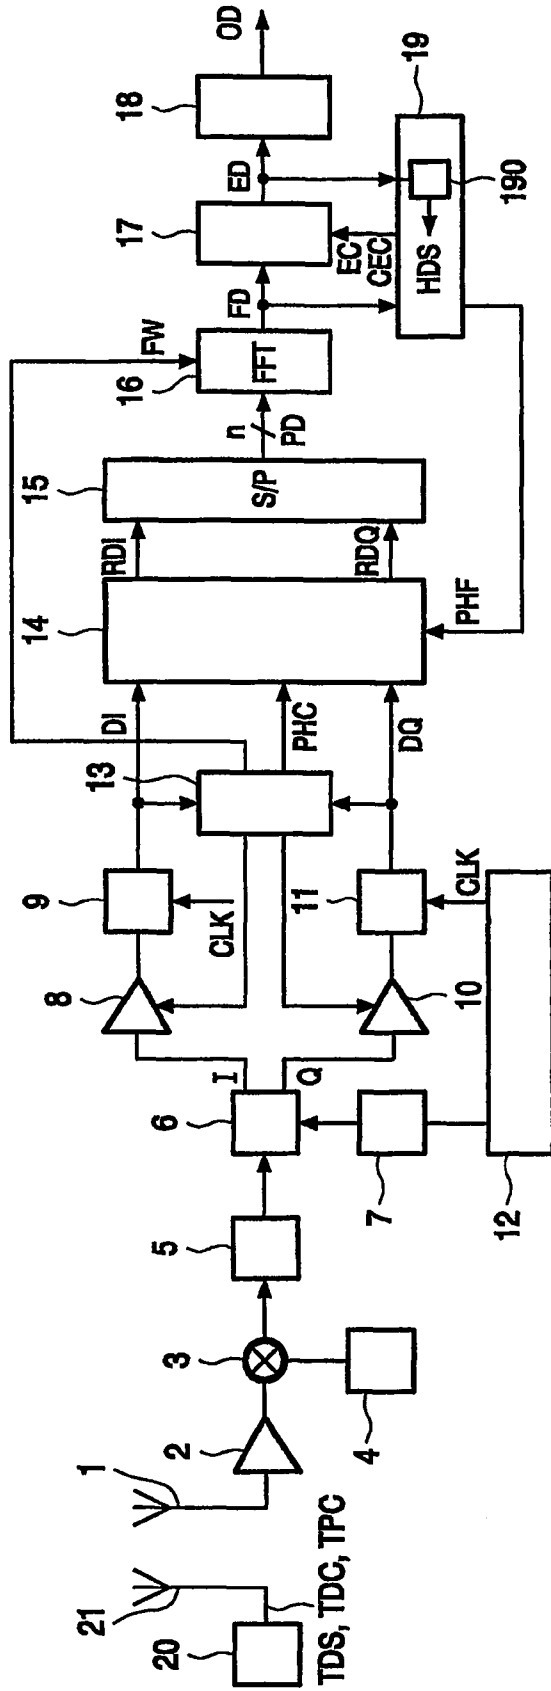 20
21
TDS, TDC, TPC
1
2
3
4
5
6
7
12
I
Q
8
10
9
CLK
11
CLK
13
DI
PHC
DQ
14
RDI
RDQ
PHF
15
S/P
n
PD
FW
16
FFT
FD
17
EC
CEC
ED
18
OD
HDS
190
19